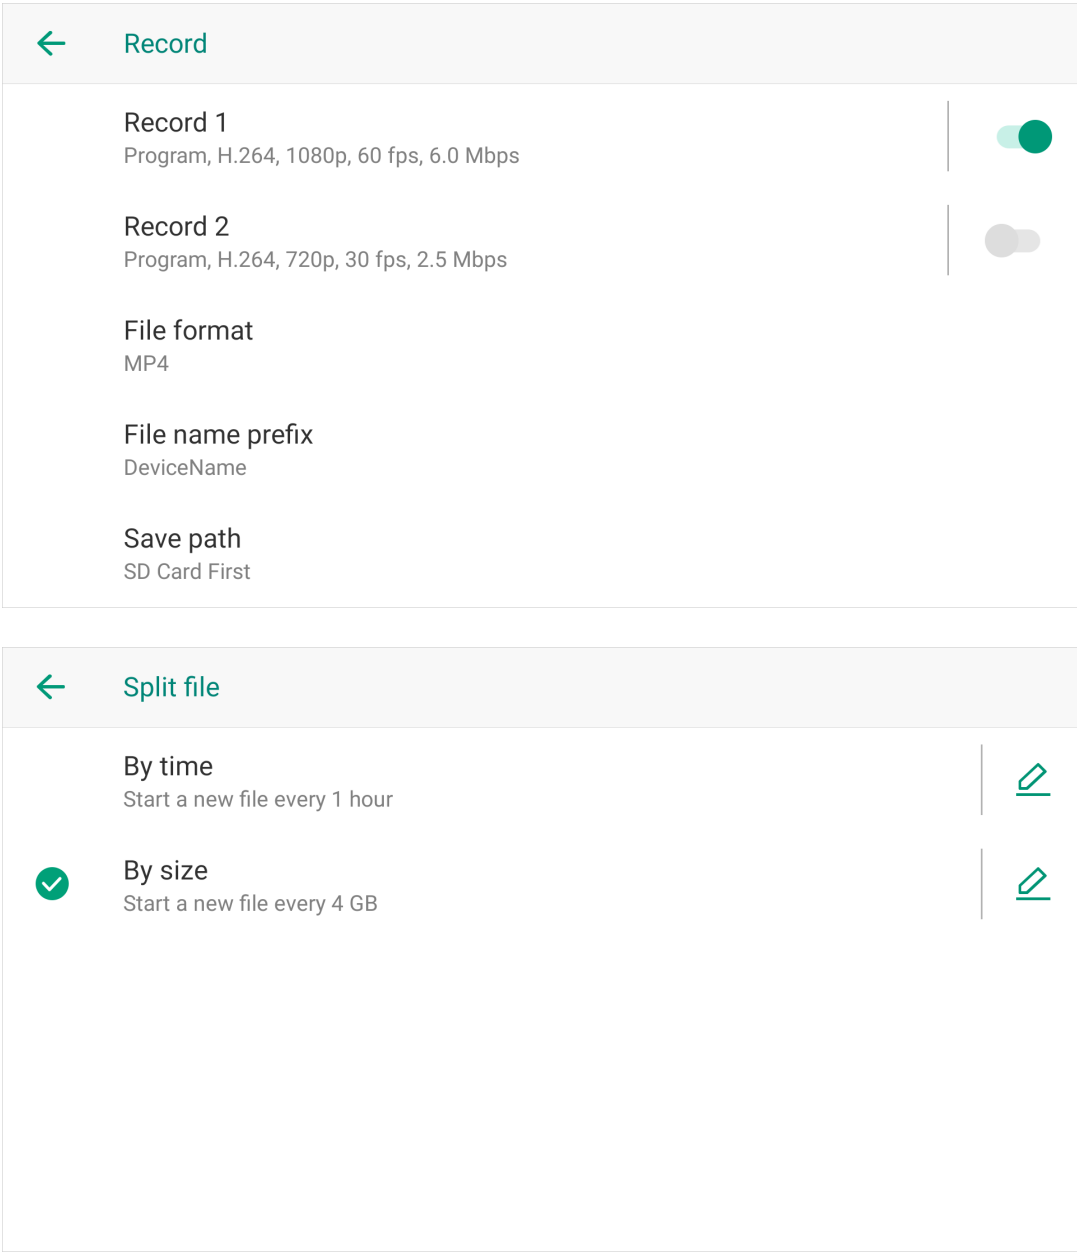 Record
Record 1
Program, H.264, 1080p, 60 fps, 6.0 Mbps
Record 2
Program, H.264, 720p, 30 fps, 2.5 Mbps
File format
MP4
File name prefix
DeviceName
Save path
SD Card First
Split file
By time
Start a new file every 1 hour
By size
Start a new file every 4 GB